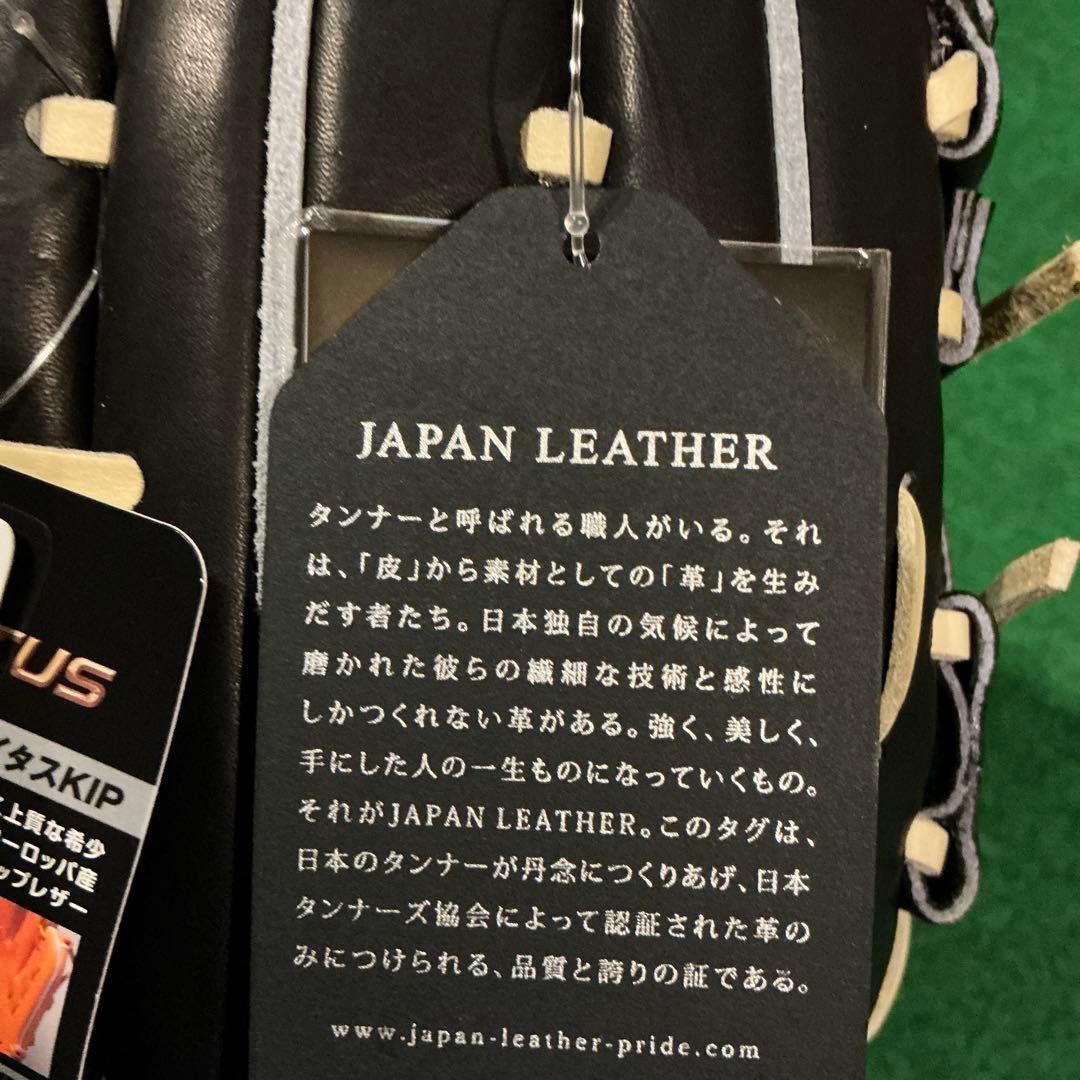 JAPAN LEATHER
タンナーと呼ばれる職人がいる。それ
は、「皮」から素材としての「革」を生み
だす者たち。日本独自の気候によって
磨かれた彼らの繊細な技術と感性に
しかつくれない革がある。強く、美しく、
手にした人の一生ものになっていくもの。
それがJAPAN LEATHER。このタグは、
日本のタンナーが丹念につくりあげ、日本
タンナーズ協会によって認証された革の
みにつけられる、品質と誇りの証である。
www.japan-leather-pride.com
TUS
タスKIP
上質な希少
ーロッパ産
ップレザー